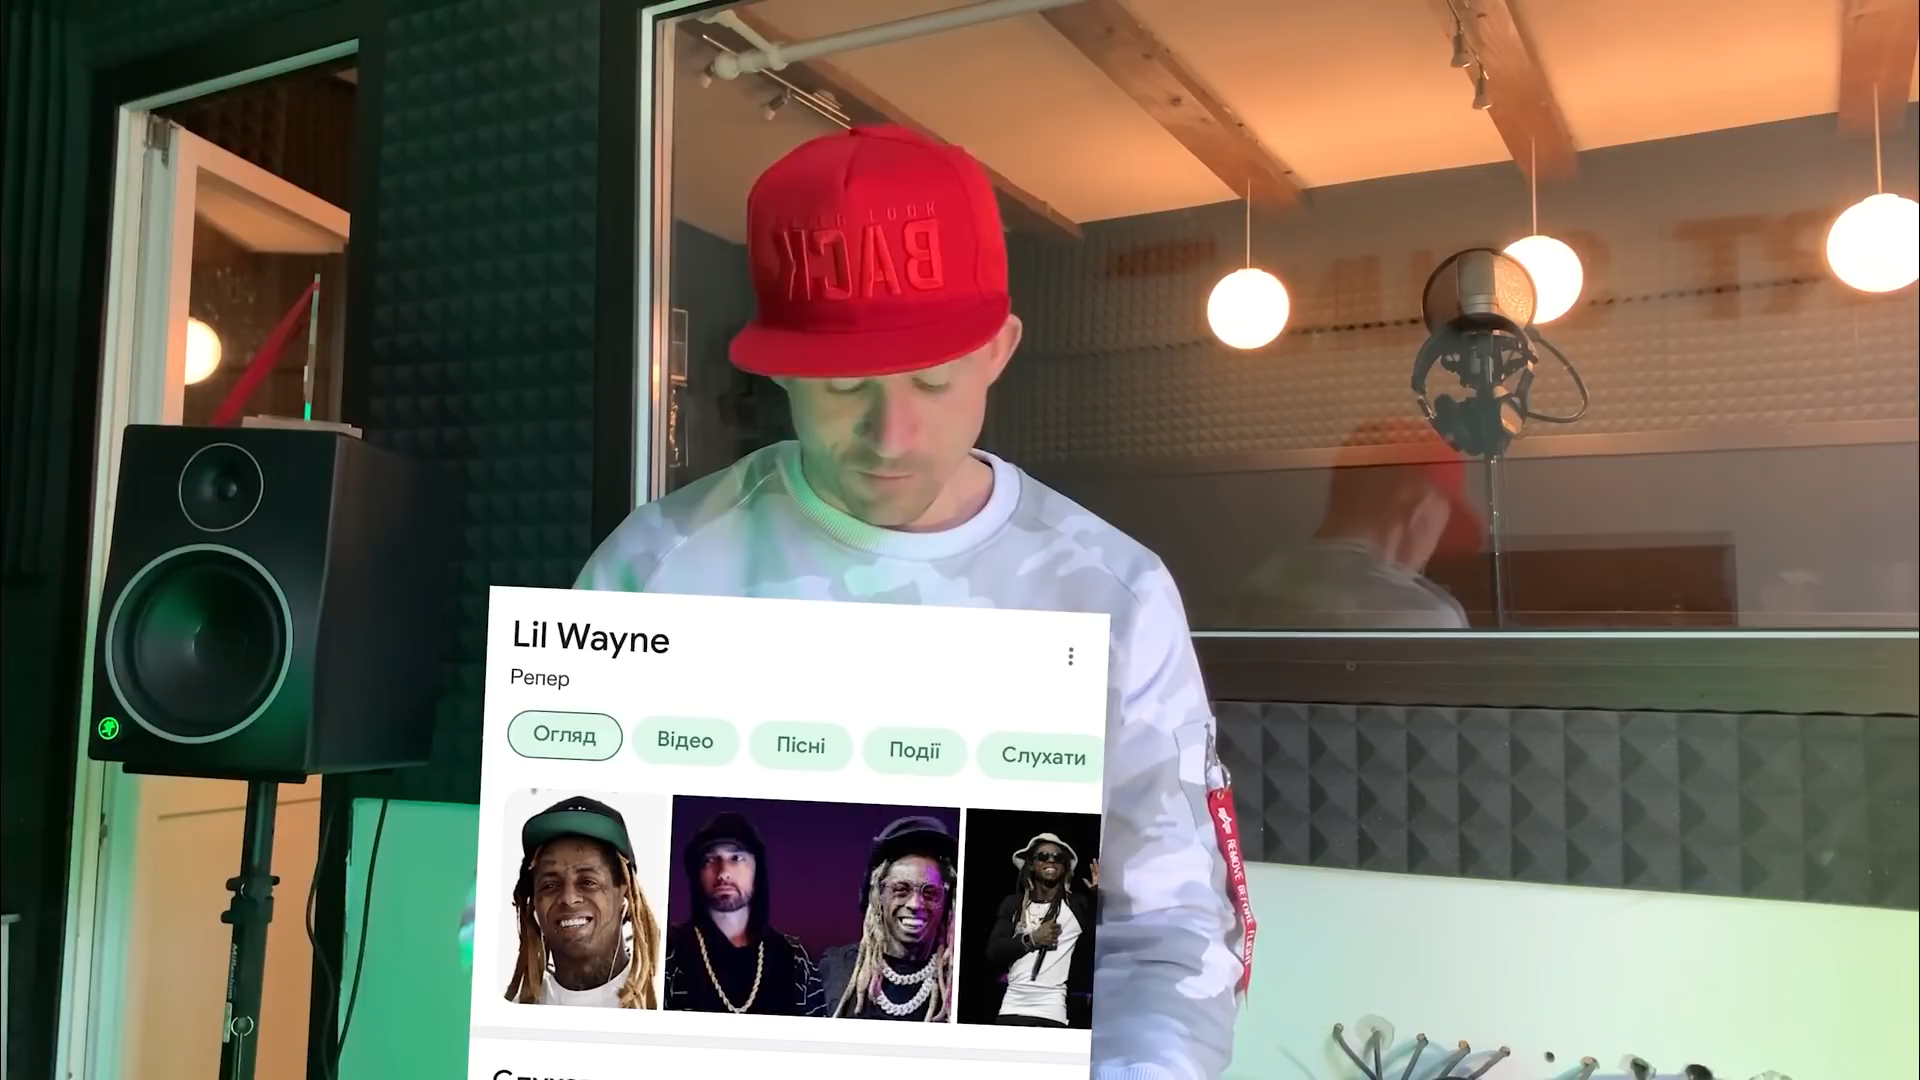 BACK
Lil Wayne
Репер
Огляд
Відео
Пісні
Події
Слухати
REMOVE BEFORE FLIGHT